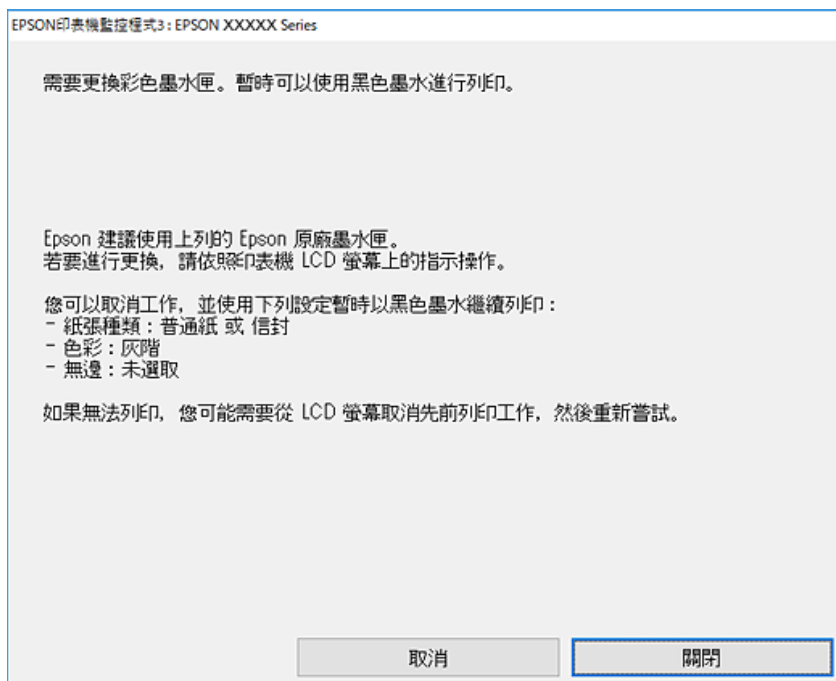 EPSON印表機監控程式3 : EPSON XXXXX Series
需要更換彩色墨水匣。暫時可以使用黑色墨水進行列印。
Epson 建議使用上列的 Epson 原廠墨水匣。
若要進行更換，請依照印表機 LCD 螢幕上的指示操作。
您可以取消工作，並使用下列設定暫時以黑色墨水繼續列印：
- 紙張種類：普通紙 或 信封
- 色彩：灰階
- 無邊：未選取
如果無法列印，您可能需要從 LCD 螢幕取消先前列印工作，然後重新嘗試。
取消
關閉